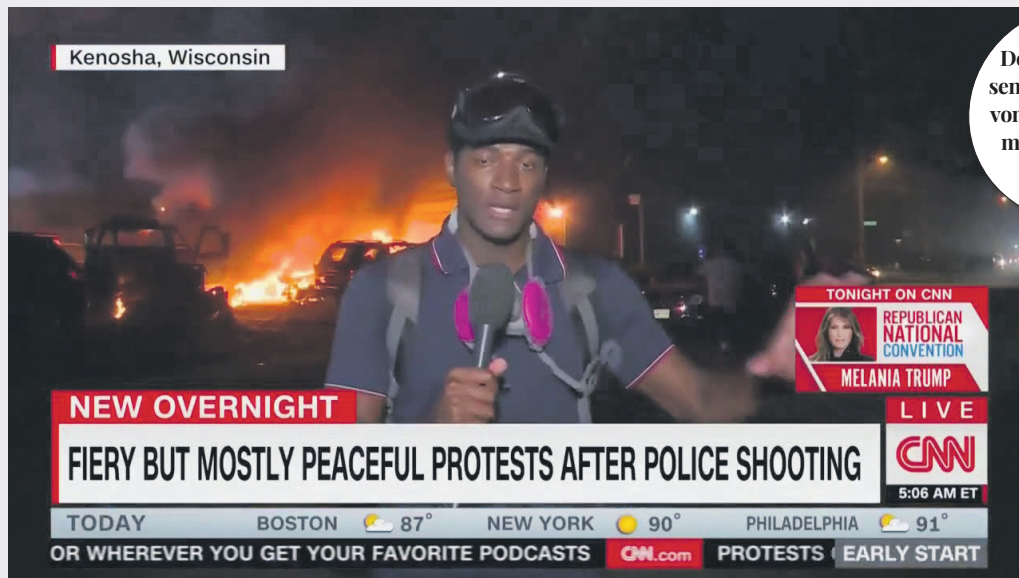 Kenosha, Wisconsin
TONIGHT ON CNN
REPUBLICAN
NATIONAL
CONVENTION
MELANIA TRUMP
NEW OVERNIGHT
FIERY BUT MOSTLY PEACEFUL PROTESTS AFTER POLICE SHOOTING
LIVE
CNN
5:06 AM ET
TODAY BOSTON 87° NEW YORK 90° PHILADELPHIA 91°
OR WHEREVER YOU GET YOUR FAVORITE PODCASTS CNN.com PROTESTS EARLY START